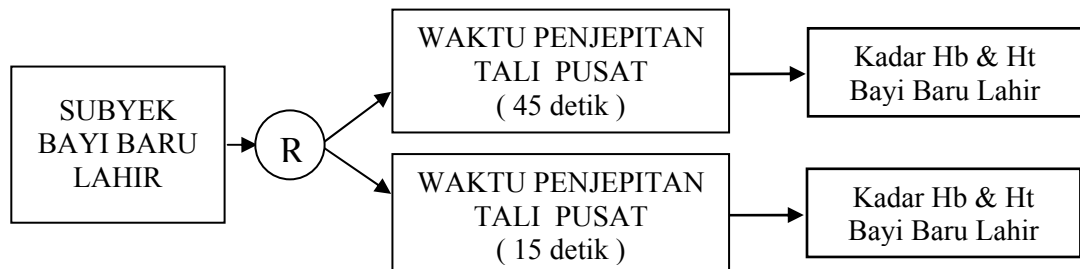 SUBYEK
BAYI BARU
LAHIR
R
WAKTU PENJEPITAN
TALI PUSAT
( 45 detik )
Kadar Hb & Ht
Bayi Baru Lahir
WAKTU PENJEPITAN
TALI PUSAT
( 15 detik )
Kadar Hb & Ht
Bayi Baru Lahir